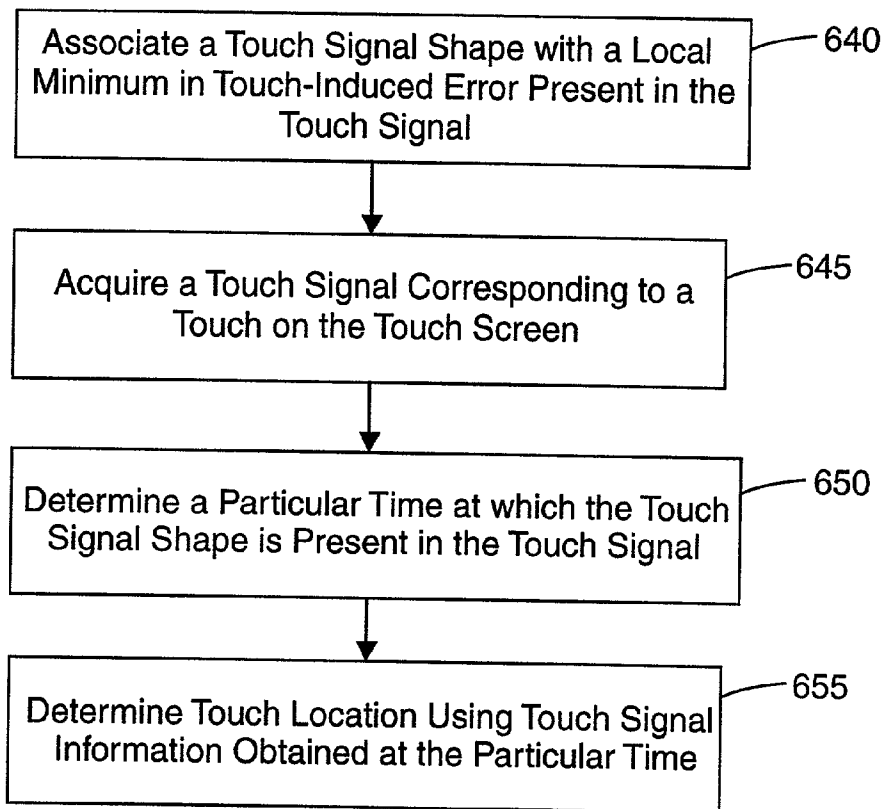 Associate a Touch Signal Shape with a Local
Minimum in Touch-Induced Error Present in the
Touch Signal
640
Acquire a Touch Signal Corresponding to a
Touch on the Touch Screen
645
Determine a Particular Time at which the Touch
Signal Shape is Present in the Touch Signal
650
Determine Touch Location Using Touch Signal
Information Obtained at the Particular Time
655